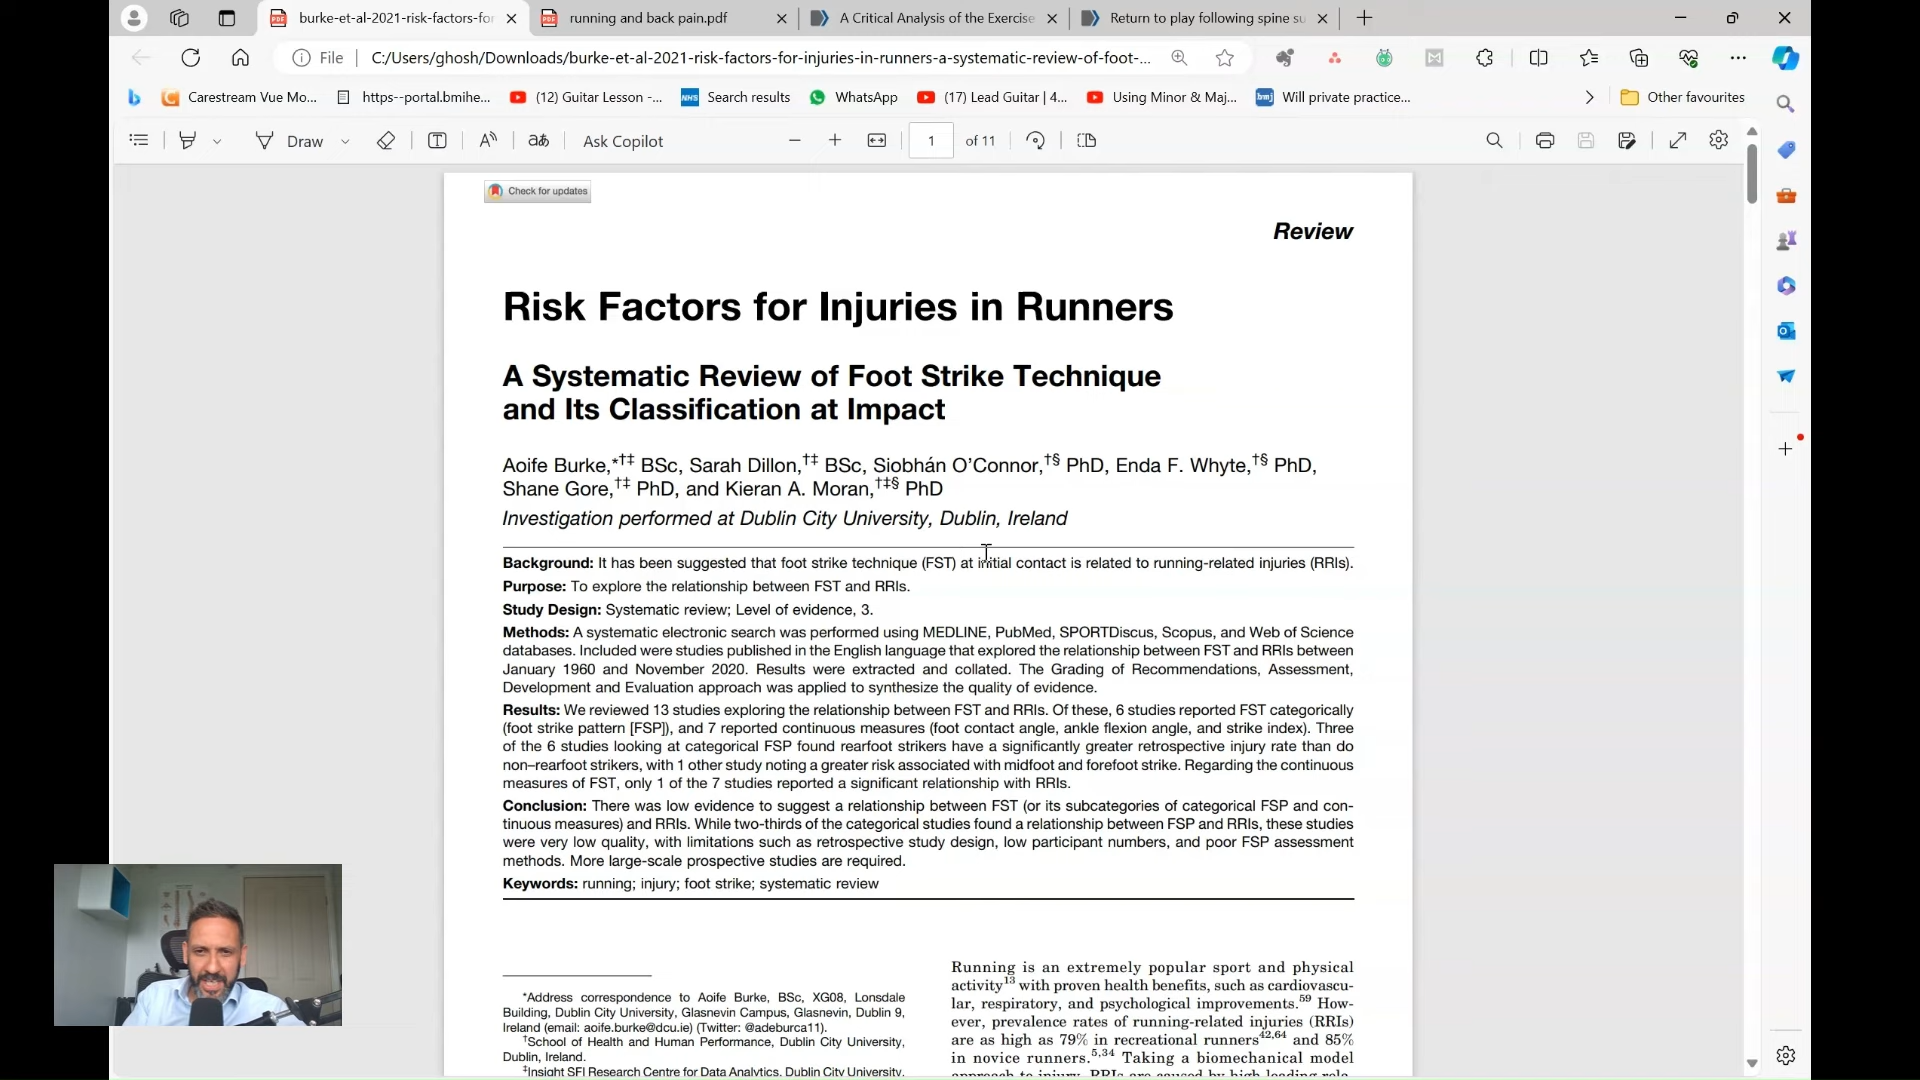 burke-et-al-2021-risk-factors-for
running and back pain.pdf
A Critical Analysis of the Exercise
Return to play following spine su
File
C:/Users/ghosh/Downloads/burke-et-al-2021-risk-factors-for-injuries-in-runners-a-systematic-review-of-foot-...
Carestream Vue Mo...
https--portal.bmihe...
(12) Guitar Lesson -...
NHS
Search results
WhatsApp
(17) Lead Guitar | 4...
Using Minor & Maj...
bmj
Will private practice...
Other favourites
Draw
Ask Copilot
1 of 11
Check for updates
Review
Risk Factors for Injuries in Runners
A Systematic Review of Foot Strike Technique
and Its Classification at Impact
Aoife Burke,*†‡ BSc, Sarah Dillon,†‡ BSc, Siobhán O’Connor,†§ PhD, Enda F. Whyte,†§ PhD,
Shane Gore,†‡ PhD, and Kieran A. Moran,†‡§ PhD
Investigation performed at Dublin City University, Dublin, Ireland
Background: It has been suggested that foot strike technique (FST) at initial contact is related to running-related injuries (RRIs).
Purpose: To explore the relationship between FST and RRIs.
Study Design: Systematic review; Level of evidence, 3.
Methods: A systematic electronic search was performed using MEDLINE, PubMed, SPORTDiscus, Scopus, and Web of Science
databases. Included were studies published in the English language that explored the relationship between FST and RRIs between
January 1960 and November 2020. Results were extracted and collated. The Grading of Recommendations, Assessment,
Development and Evaluation approach was applied to synthesize the quality of evidence.
Results: We reviewed 13 studies exploring the relationship between FST and RRIs. Of these, 6 studies reported FST categorically
(foot strike pattern [FSP]), and 7 reported continuous measures (foot contact angle, ankle flexion angle, and strike index). Three
of the 6 studies looking at categorical FSP found rearfoot strikers have a significantly greater retrospective injury rate than do
non–rearfoot strikers, with 1 other study noting a greater risk associated with midfoot and forefoot strike. Regarding the continuous
measures of FST, only 1 of the 7 studies reported a significant relationship with RRIs.
Conclusion: There was low evidence to suggest a relationship between FST (or its subcategories of categorical FSP and con-
tinuous measures) and RRIs. While two-thirds of the categorical studies found a relationship between FSP and RRIs, these studies
were very low quality, with limitations such as retrospective study design, low participant numbers, and poor FSP assessment
methods. More large-scale prospective studies are required.
Keywords: running; injury; foot strike; systematic review
*Address correspondence to Aoife Burke, BSc, XG08, Lonsdale
Building, Dublin City University, Glasnevin Campus, Glasnevin, Dublin 9,
Ireland (email: aoife.burke@dcu.ie) (Twitter: @adeburca11).
†School of Health and Human Performance, Dublin City University,
Dublin, Ireland.
‡Insight SFI Research Centre for Data Analytics, Dublin City University,
Running is an extremely popular sport and physical
activity13 with proven health benefits, such as cardiovascu-
lar, respiratory, and psychological improvements.59 How-
ever, prevalence rates of running-related injuries (RRIs)
are as high as 79% in recreational runners42,64 and 85%
in novice runners.5,34 Taking a biomechanical model
approach to injury, RRIs are caused by high loading rela-